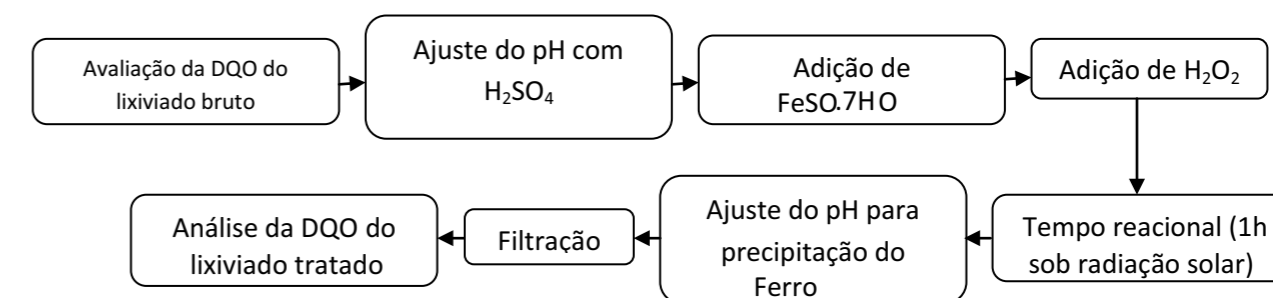 Avaliação da DQO do
lixiviado bruto
Ajuste do pH com
H₂SO₄
Adição de
FeSO.7HO
Adição de H₂O₂
Tempo reacional (1h
sob radiação solar)
Ajuste do pH para
precipitação do
Ferro
Filtração
Análise da DQO do
lixiviado tratado